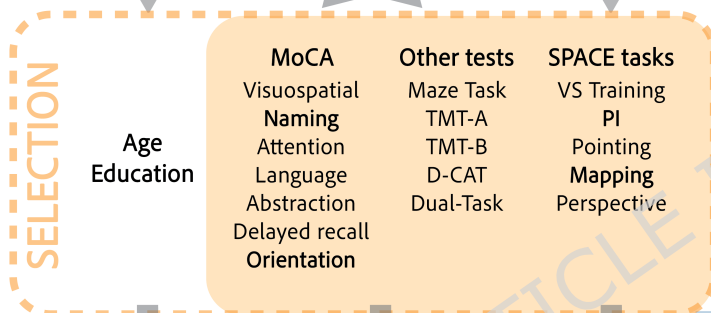 SELECTION
Age
Education
MoCA
Visuospatial
Naming
Attention
Language
Abstraction
Delayed recall
Orientation
Other tests
Maze Task
TMT-A
TMT-B
D-CAT
Dual-Task
SPACE tasks
VS Training
PI
Pointing
Mapping
Perspective